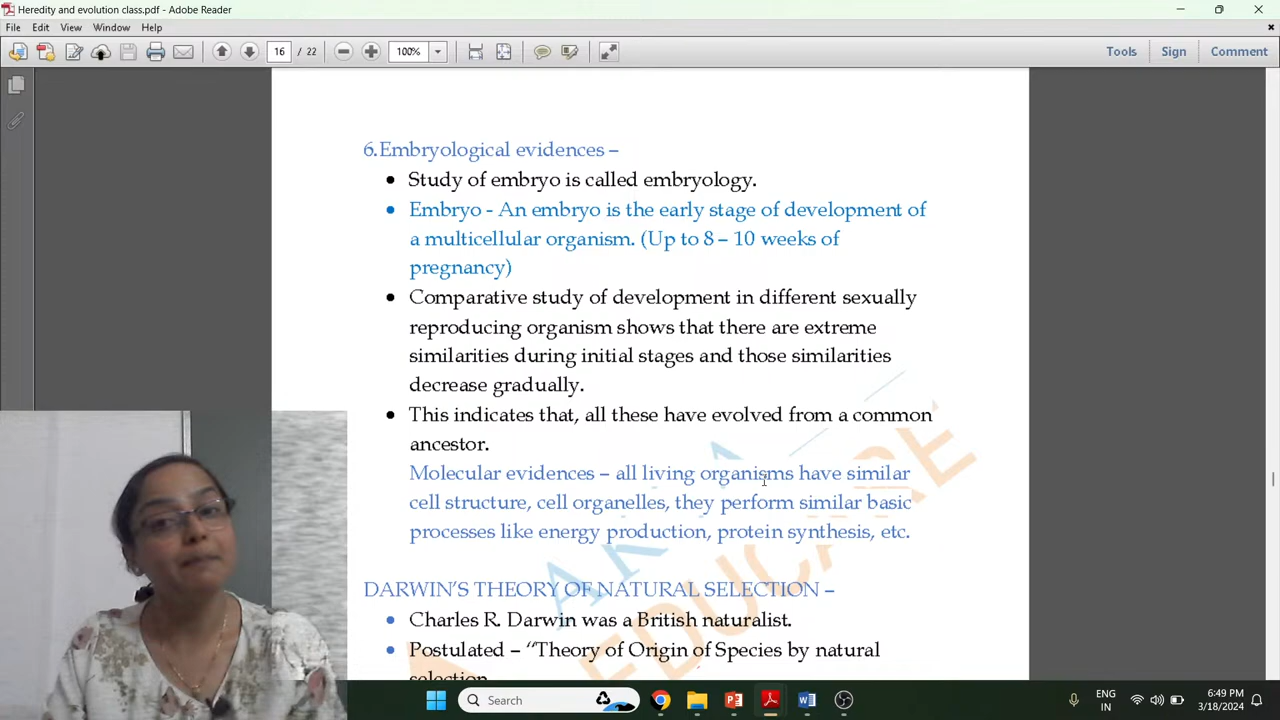 Heredity and evolution class.pdf - Adobe Reader
File Edit View Window Help
16 / 22 100% Tools Sign Comment
6.Embryological evidences –
Study of embryo is called embryology.
Embryo - An embryo is the early stage of development of
a multicellular organism. (Up to 8 – 10 weeks of
pregnancy)
Comparative study of development in different sexually
reproducing organism shows that there are extreme
similarities during initial stages and those similarities
decrease gradually.
This indicates that, all these have evolved from a common
ancestor.
Molecular evidences – all living organisms have similar
cell structure, cell organelles, they perform similar basic
processes like energy production, protein synthesis, etc.
DARWIN'S THEORY OF NATURAL SELECTION –
Charles R. Darwin was a British naturalist.
Postulated – “Theory of Origin of Species by natural
selection
Search
ENG
IN
6:49 PM
3/18/2024